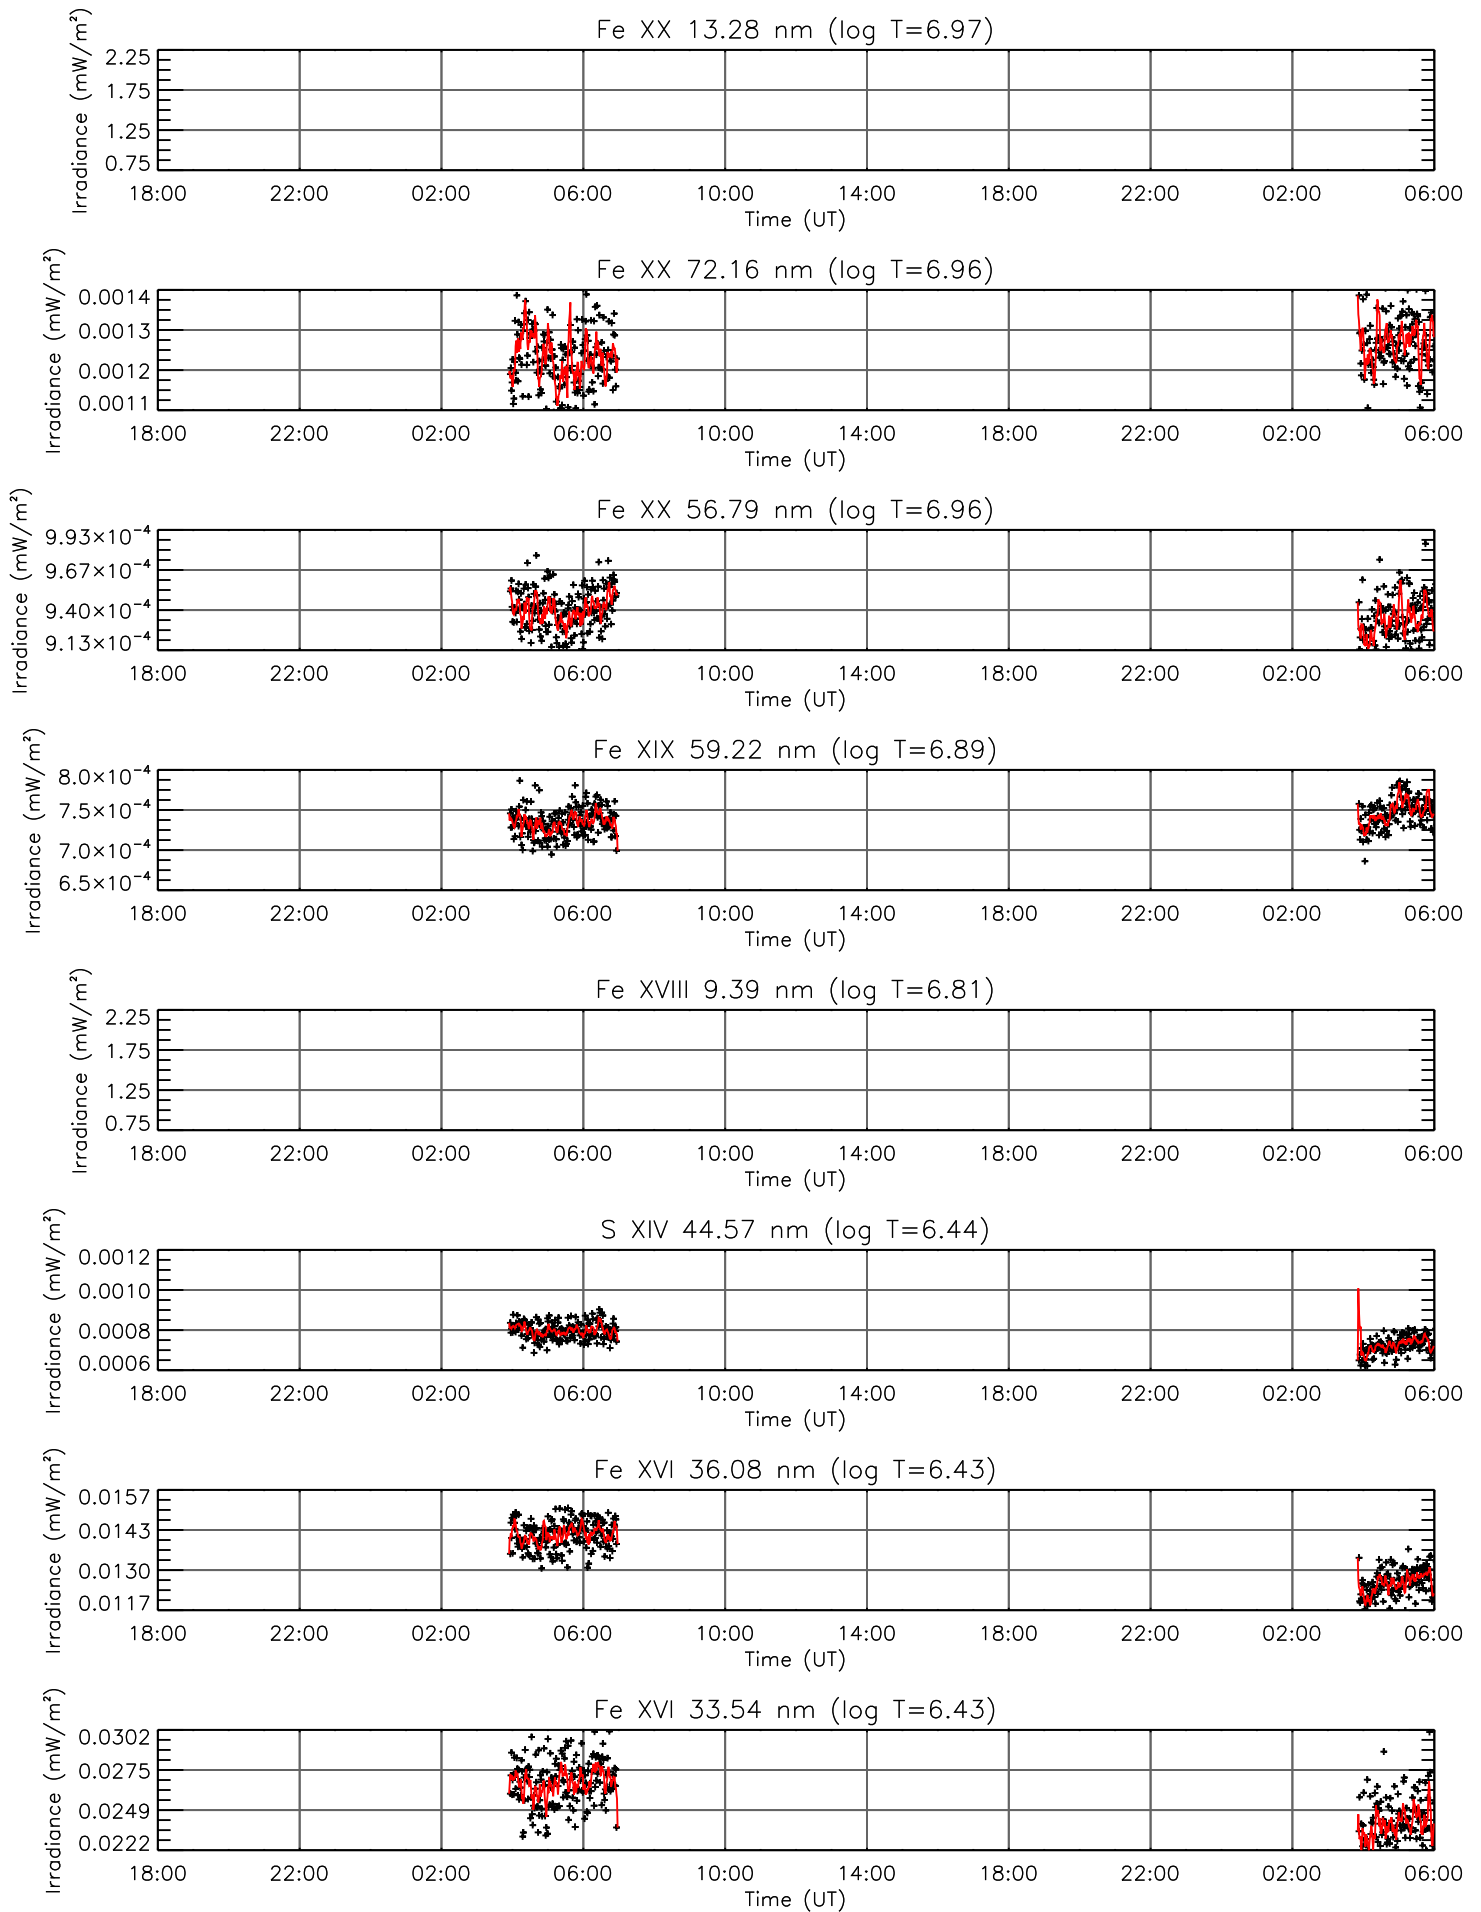 Fe XX 13.28 nm (log T=6.97)
Irradiance (mW/m²)
2.25
1.75
1.25
0.75
18:00 22:00 02:00 06:00 10:00 14:00 18:00 22:00 02:00 06:00
Time (UT)
Fe XX 72.16 nm (log T=6.96)
Irradiance (mW/m²)
0.0014
0.0013
0.0012
0.0011
18:00 22:00 02:00 06:00 10:00 14:00 18:00 22:00 02:00 06:00
Time (UT)
Fe XX 56.79 nm (log T=6.96)
Irradiance (mW/m²)
9.93×10⁻⁴
9.67×10⁻⁴
9.40×10⁻⁴
9.13×10⁻⁴
18:00 22:00 02:00 06:00 10:00 14:00 18:00 22:00 02:00 06:00
Time (UT)
Fe XIX 59.22 nm (log T=6.89)
Irradiance (mW/m²)
8.0×10⁻⁴
7.5×10⁻⁴
7.0×10⁻⁴
6.5×10⁻⁴
18:00 22:00 02:00 06:00 10:00 14:00 18:00 22:00 02:00 06:00
Time (UT)
Fe XVIII 9.39 nm (log T=6.81)
Irradiance (mW/m²)
2.25
1.75
1.25
0.75
18:00 22:00 02:00 06:00 10:00 14:00 18:00 22:00 02:00 06:00
Time (UT)
S XIV 44.57 nm (log T=6.44)
Irradiance (mW/m²)
0.0012
0.0010
0.0008
0.0006
18:00 22:00 02:00 06:00 10:00 14:00 18:00 22:00 02:00 06:00
Time (UT)
Fe XVI 36.08 nm (log T=6.43)
Irradiance (mW/m²)
0.0157
0.0143
0.0130
0.0117
18:00 22:00 02:00 06:00 10:00 14:00 18:00 22:00 02:00 06:00
Time (UT)
Fe XVI 33.54 nm (log T=6.43)
Irradiance (mW/m²)
0.0302
0.0275
0.0249
0.0222
18:00 22:00 02:00 06:00 10:00 14:00 18:00 22:00 02:00 06:00
Time (UT)